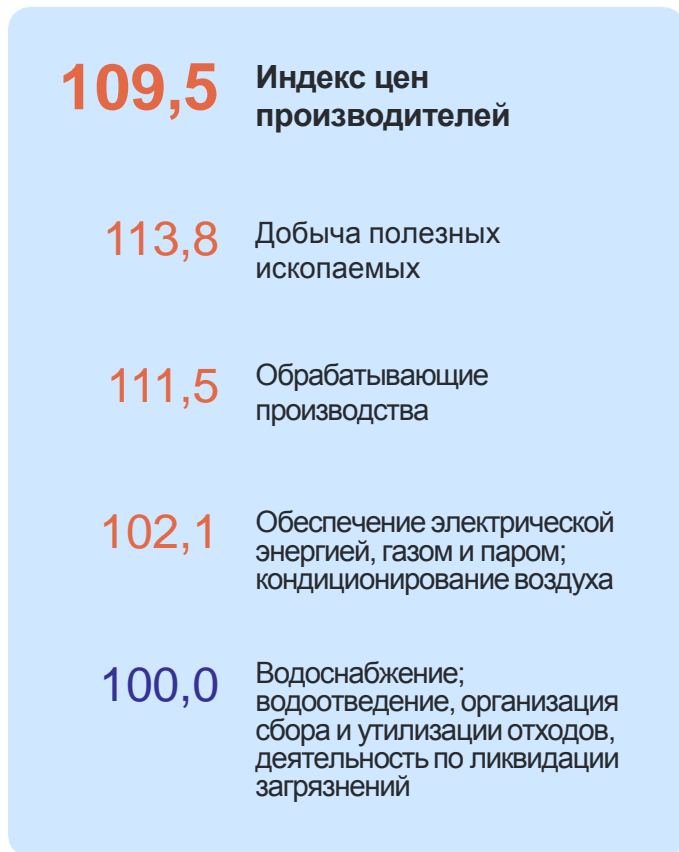 109,5
Индекс цен
производителей
113,8
Добыча полезных
ископаемых
111,5
Обрабатывающие
производства
102,1
Обеспечение электрической
энергией, газом и паром;
кондиционирование воздуха
100,0
Водоснабжение;
водоотведение, организация
сбора и утилизации отходов,
деятельность по ликвидации
загрязнений